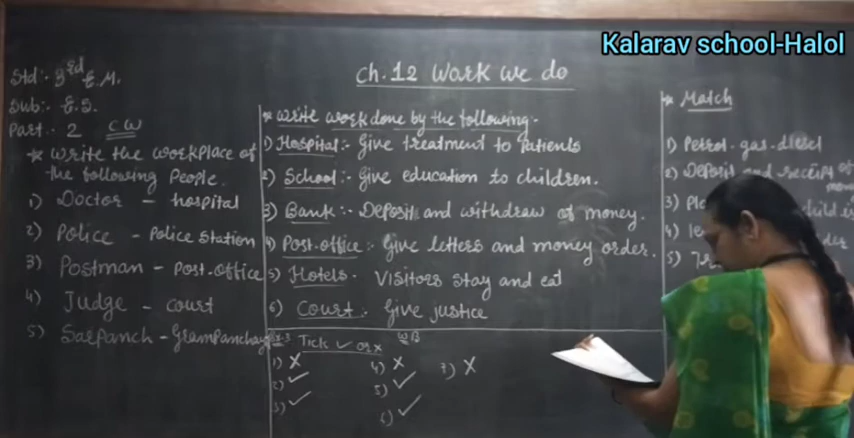 Kalarav school-Halol
Ch.12 Work we do
Std:- 3rd E.M.
Sub:- E.S.
Part:- 2 CW
* Write the workplace of
the following People.
1) Doctor - hospital
2) Police - Police Station
3) Postman - Post-office
4) Judge - court
5) Sarpanch - Grampanchayat
* Write work done by the following:-
1) Hospital:- Give treatment to Patients
2) School:- Give education to children.
3) Bank:- Deposit and withdraw of money.
4) Post-office:- Give letters and money order.
5) Hotels- Visitors stay and eat
6) Court:- Give justice
Ex-3 Tick ✓ or x WB
1) X
2) ✓
3) ✓
4) X
5) ✓
6) ✓
7) X
* Match
1) Petrol-gas-diesel
2) Deposit and receipt of
money
3)
4)
5)